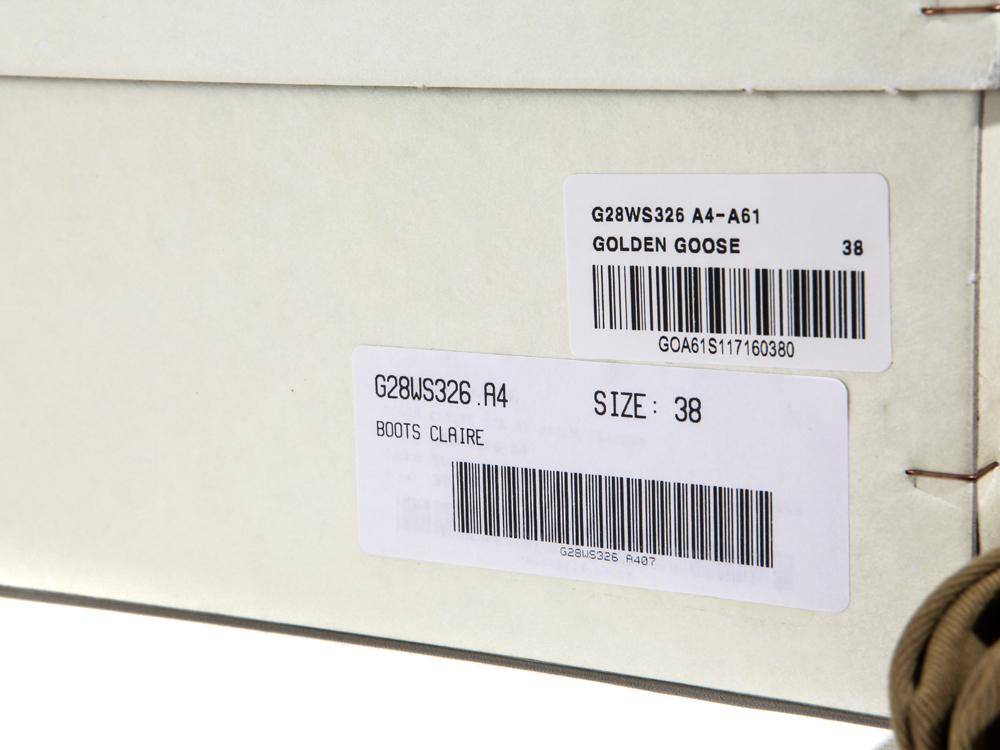 G28WS326 A4-A61
GOLDEN GOOSE 38
GOA61S117160380
G28WS326.A4 SIZE: 38
BOOTS CLAIRE
G28WS326.A407